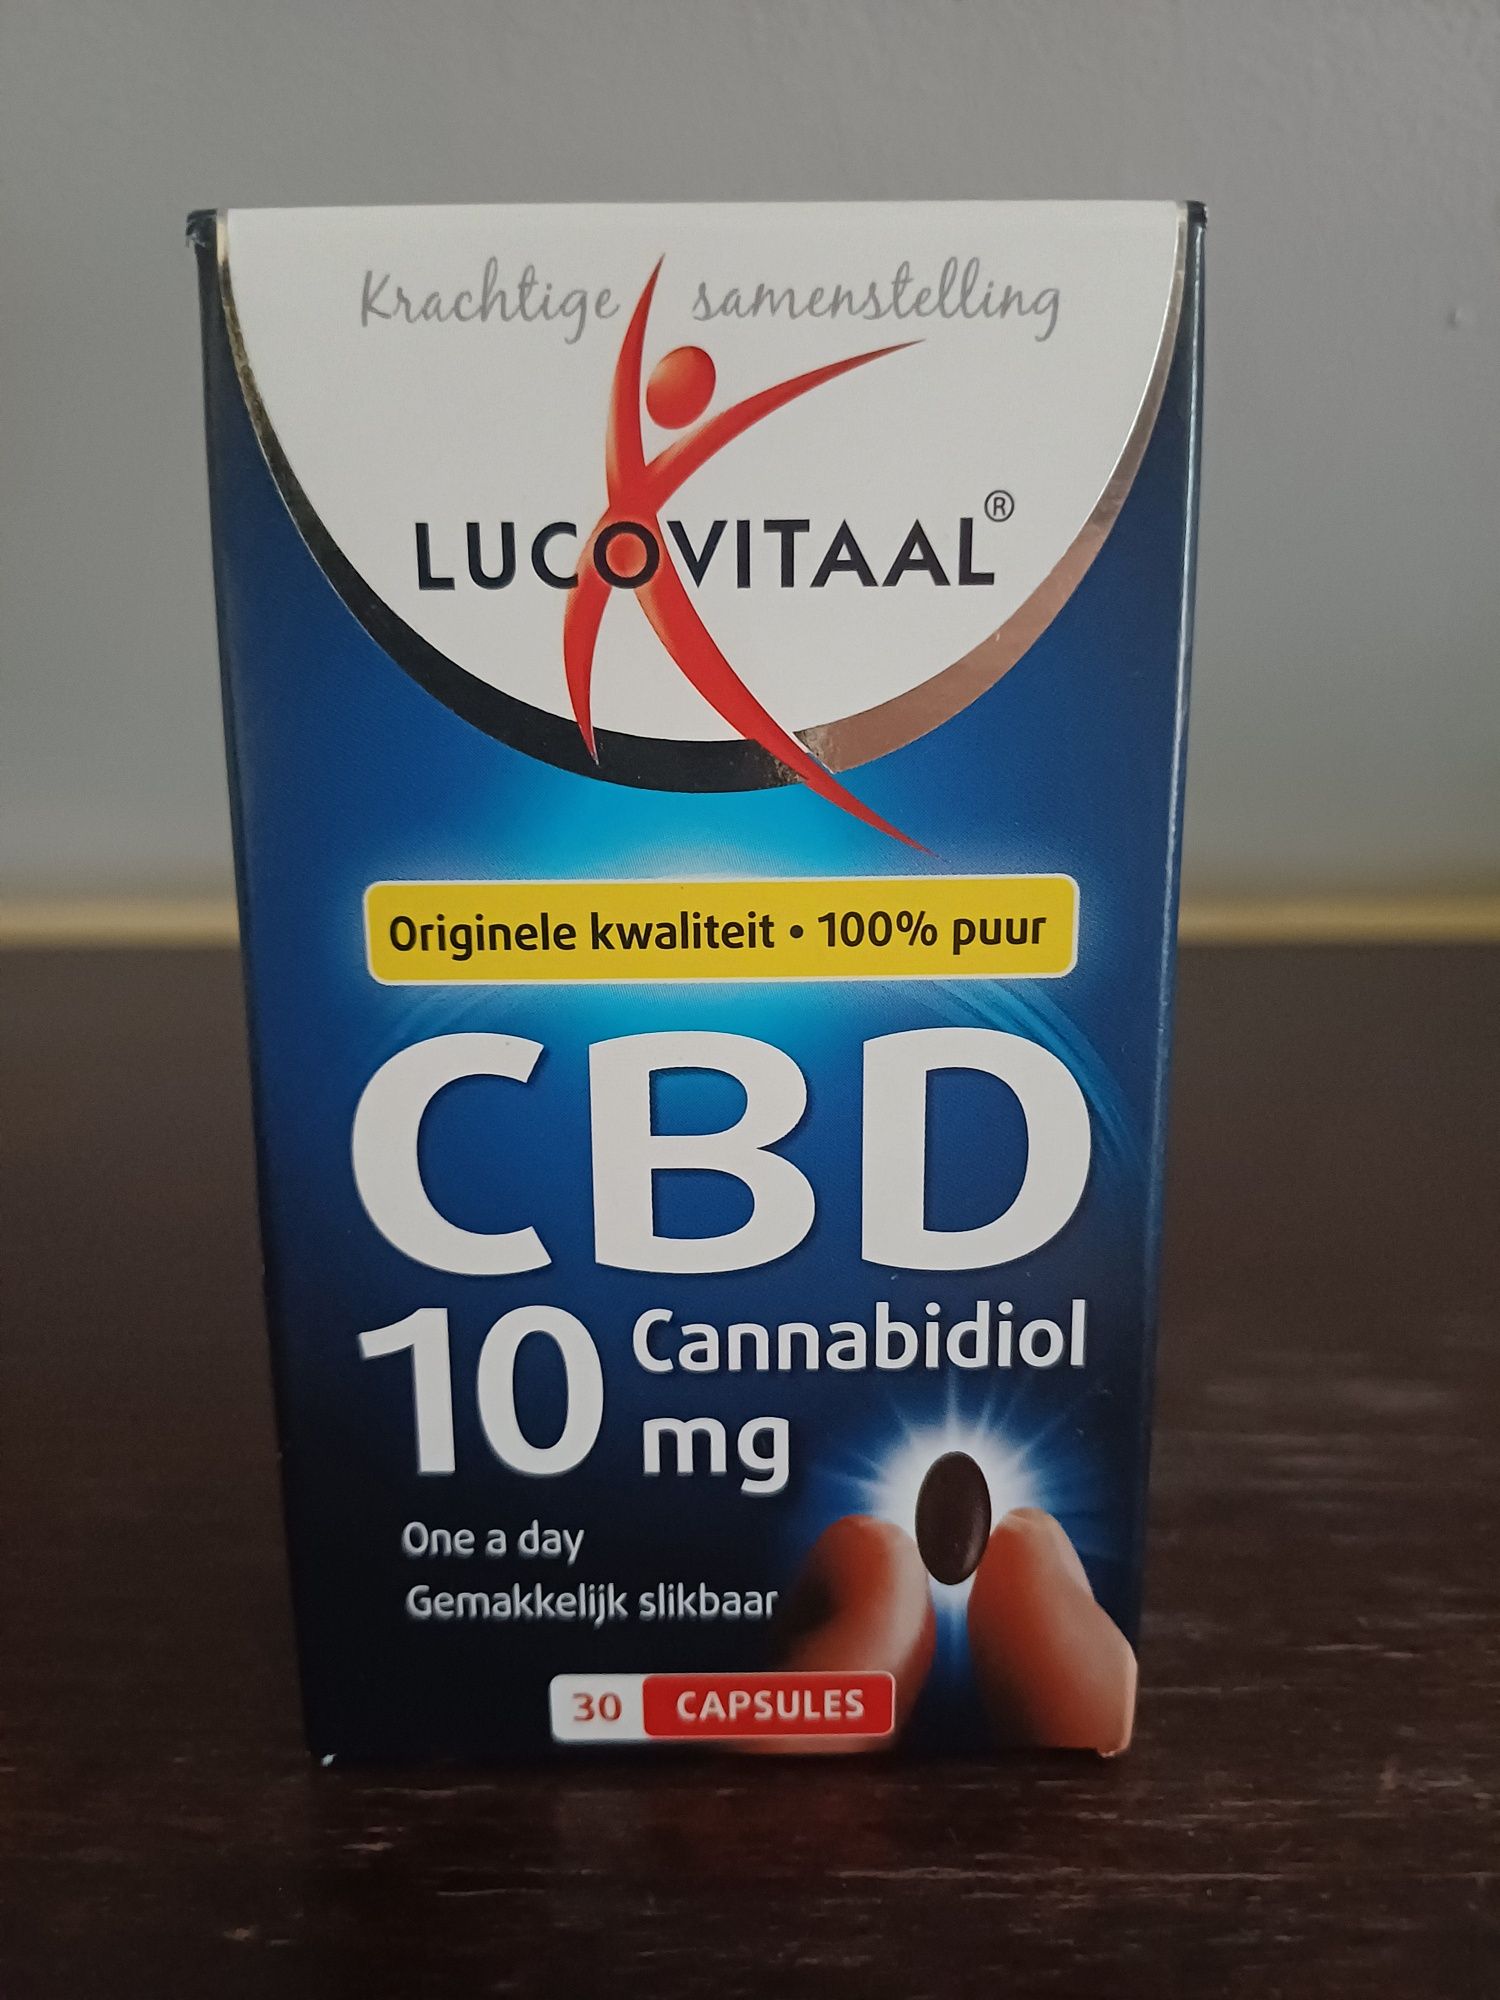 Krachtige samenstelling
LUCOVITAAL®
Originele kwaliteit • 100% puur
CBD
10 Cannabidiol
mg
One a day
Gemakkelijk slikbaar
30 CAPSULES